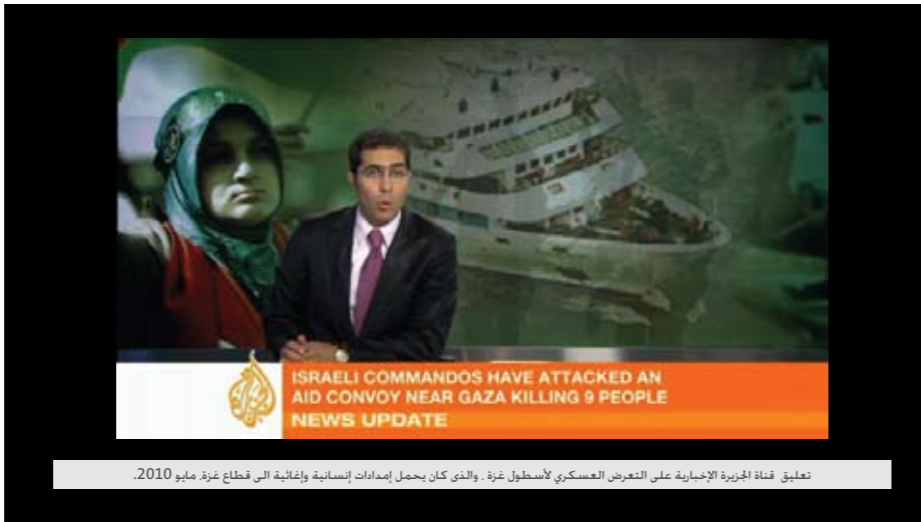 ISRAELI COMMANDOS HAVE ATTACKED AN
AID CONVOY NEAR GAZA KILLING 9 PEOPLE
NEWS UPDATE
الجزيرة
تعليق قناة الجزيرة الإخبارية على التعرض العسكري لأسطول غزة . والذى كان يحمل إمدادات إنسانية وإغاثية الى قطاع غزة. مايو 2010.